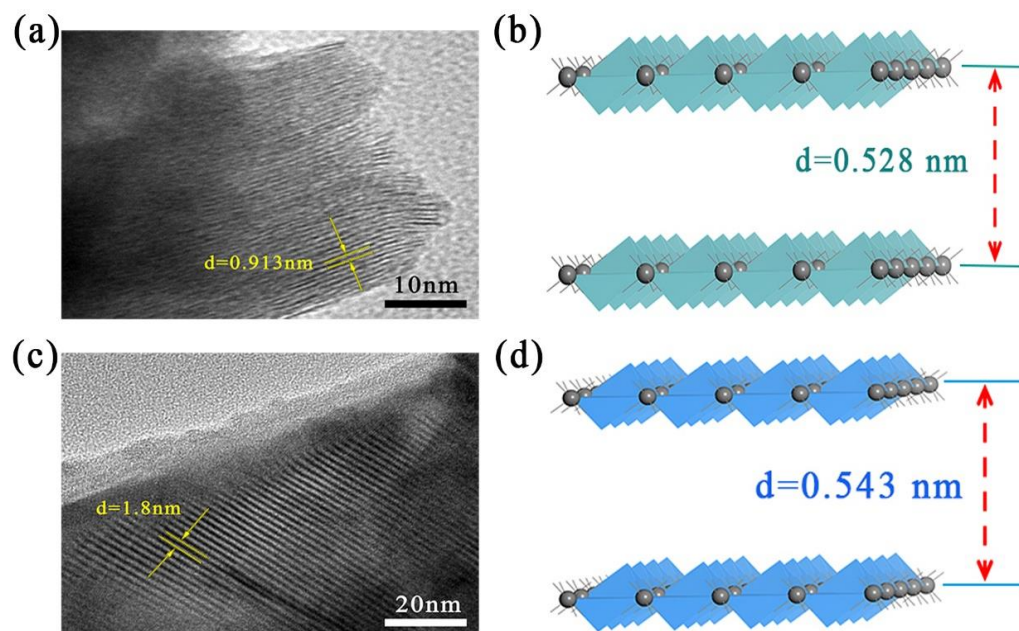 (a)
d=0.913nm
10nm
(b)
d=0.528 nm
(c)
d=1.8nm
20nm
(d)
d=0.543 nm